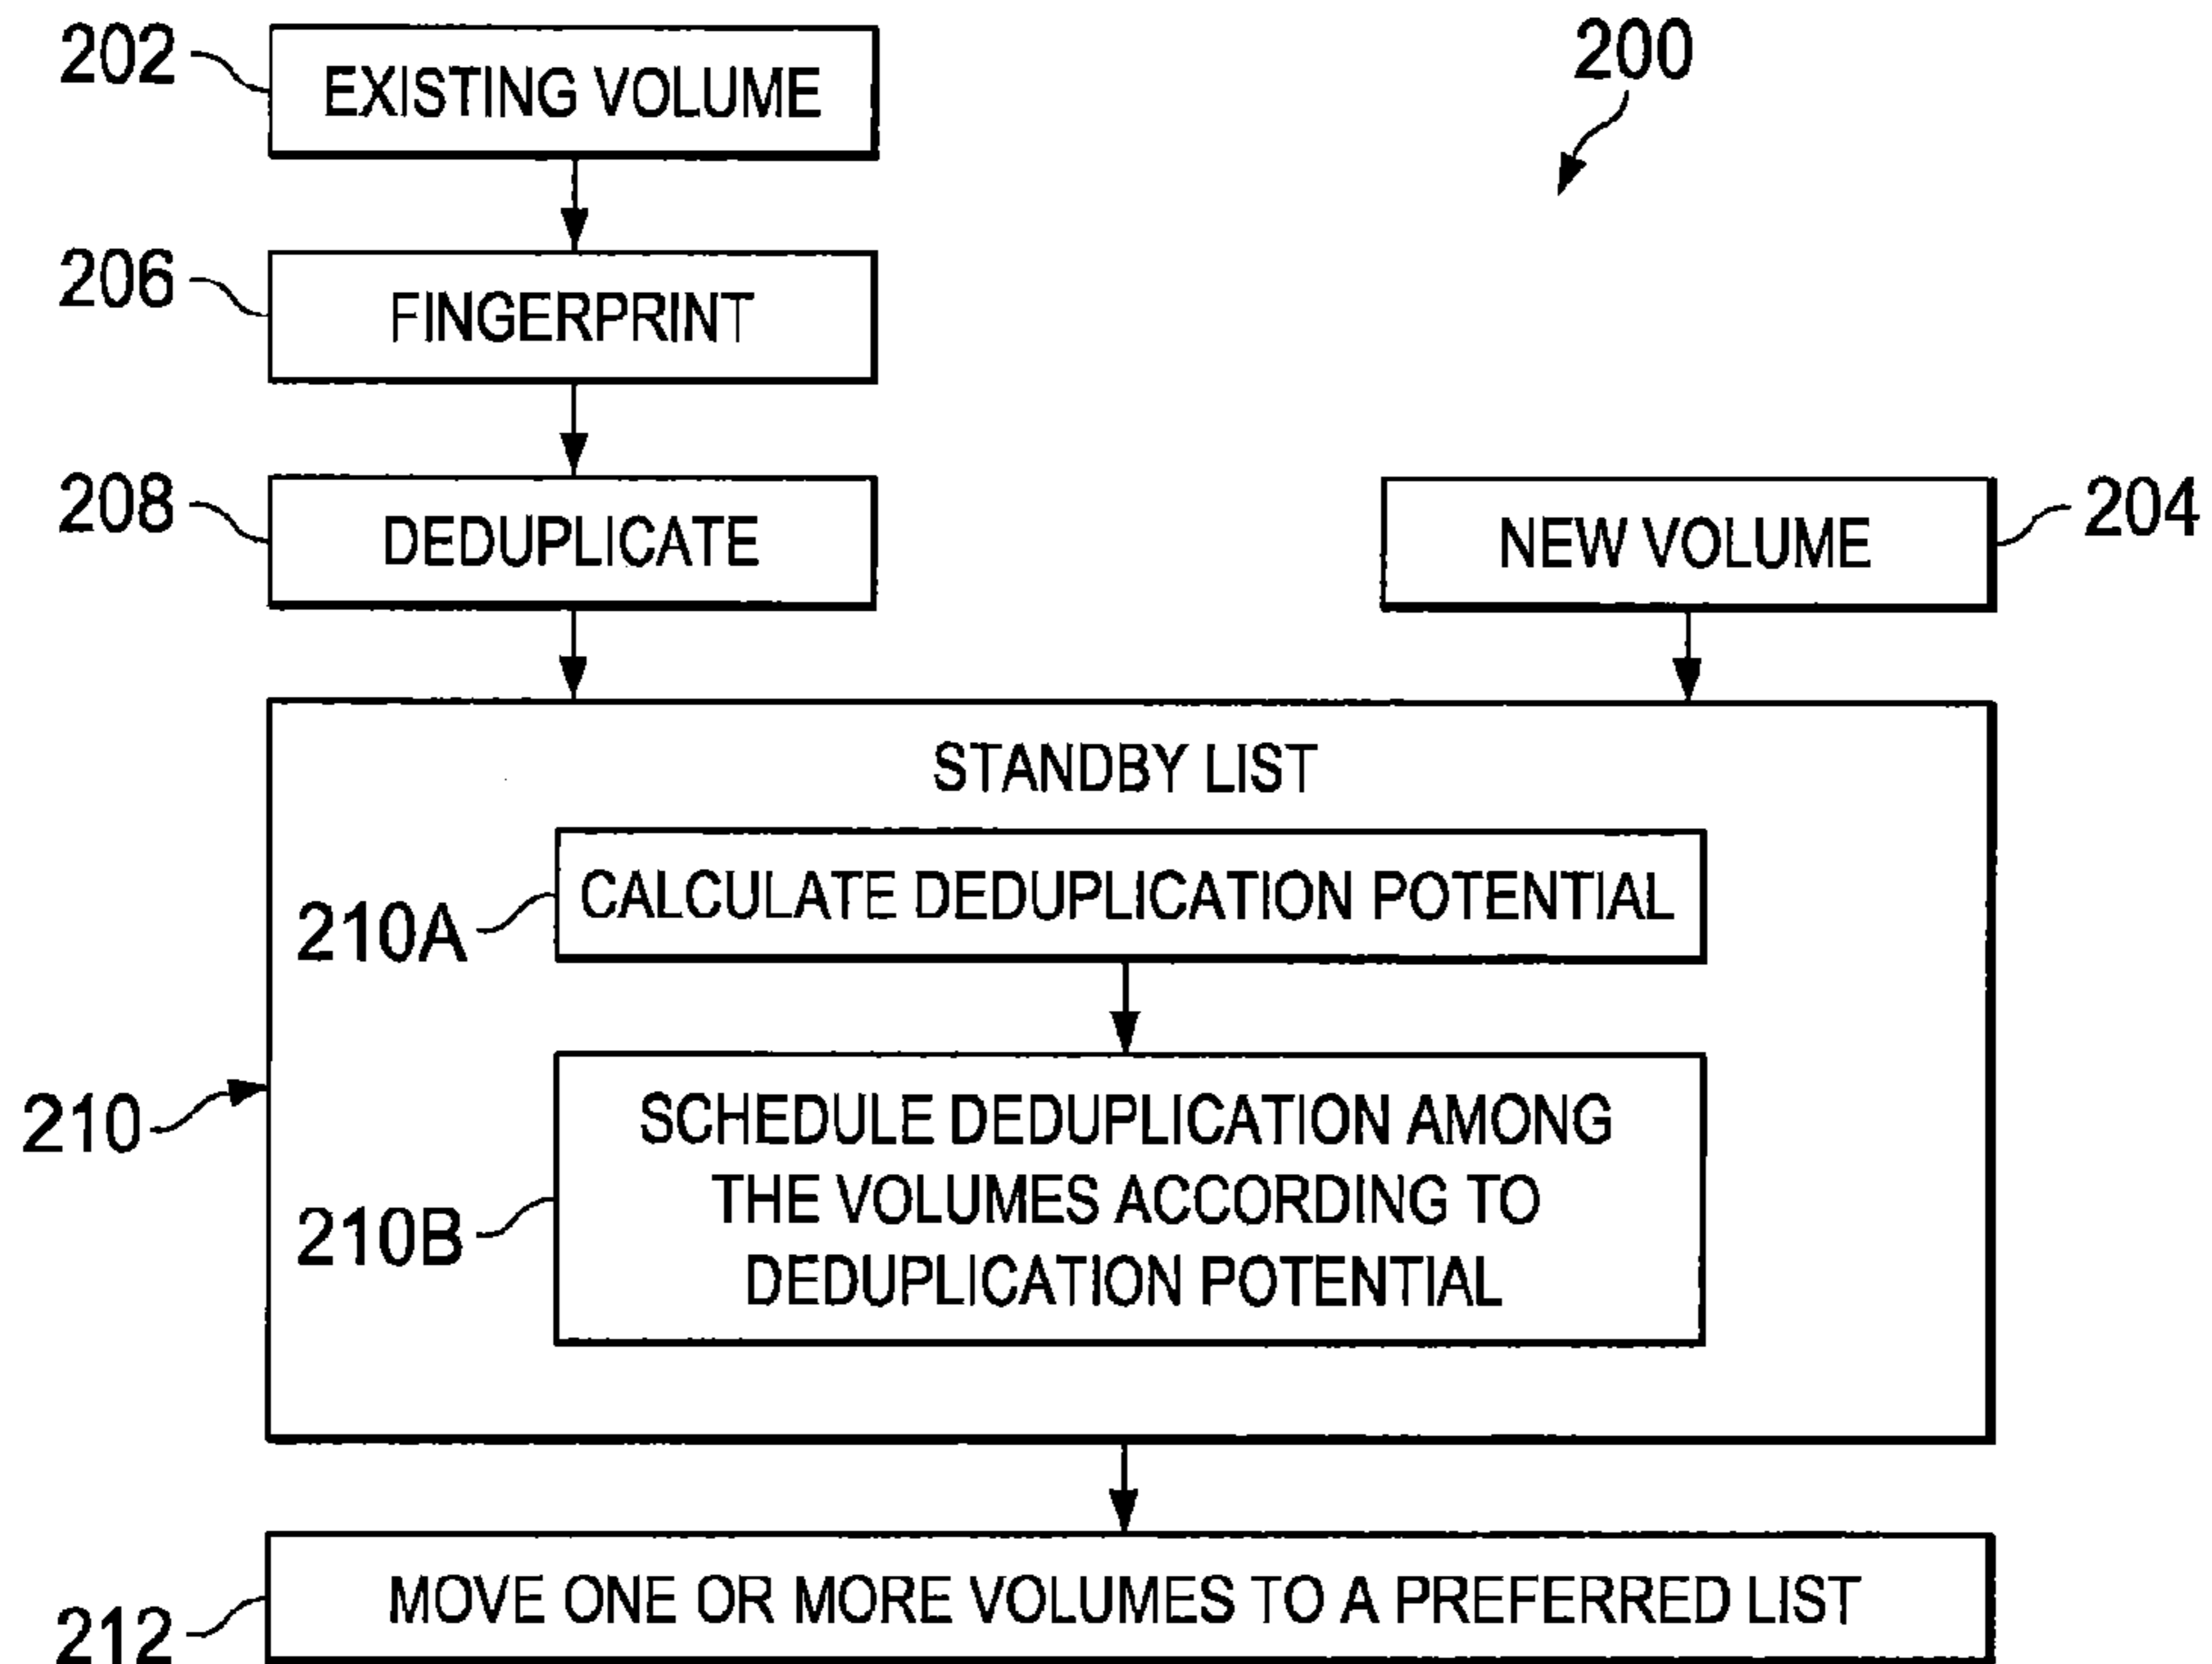 202
EXISTING VOLUME
200
206
FINGERPRINT
208
DEDUPLICATE
NEW VOLUME
204
STANDBY LIST
210A
CALCULATE DEDUPLICATION POTENTIAL
210
210B
SCHEDULE DEDUPLICATION AMONG
THE VOLUMES ACCORDING TO
DEDUPLICATION POTENTIAL
212
MOVE ONE OR MORE VOLUMES TO A PREFERRED LIST